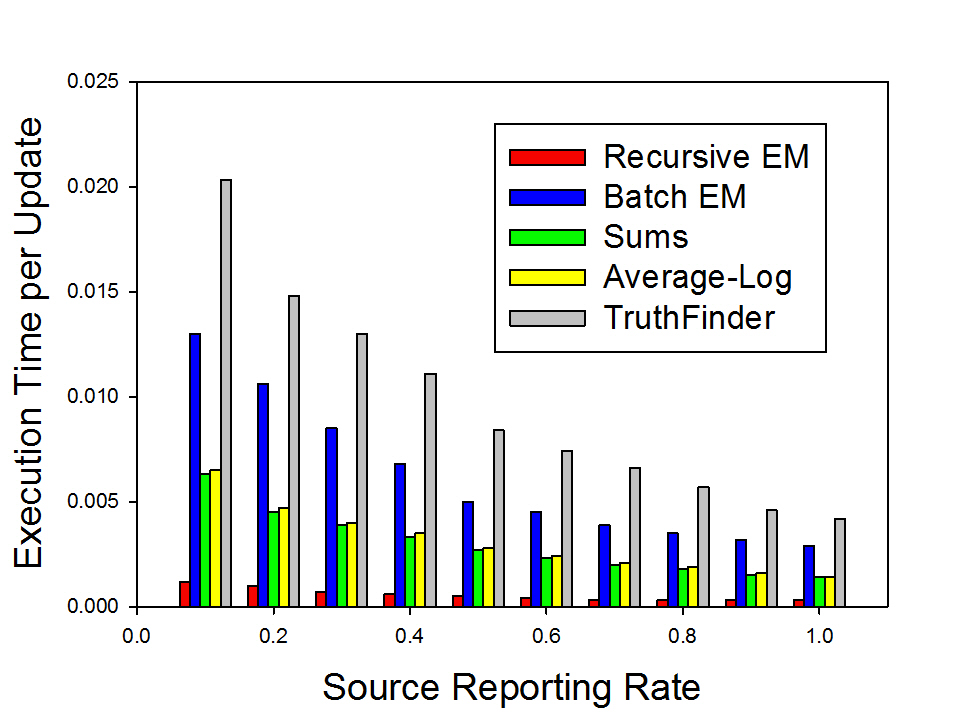 Execution Time per Update
0.025
0.020
0.015
0.010
0.005
0.000
Recursive EM
Batch EM
Sums
Average-Log
TruthFinder
0.0
0.2
0.4
0.6
0.8
1.0
Source Reporting Rate